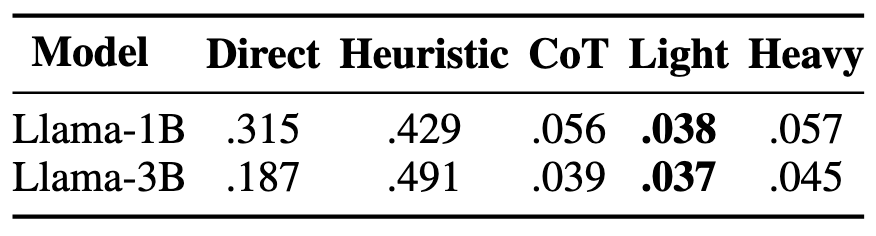 Model Direct Heuristic CoT Light Heavy
Llama-1B .315 .429 .056 .038 .057
Llama-3B .187 .491 .039 .037 .045